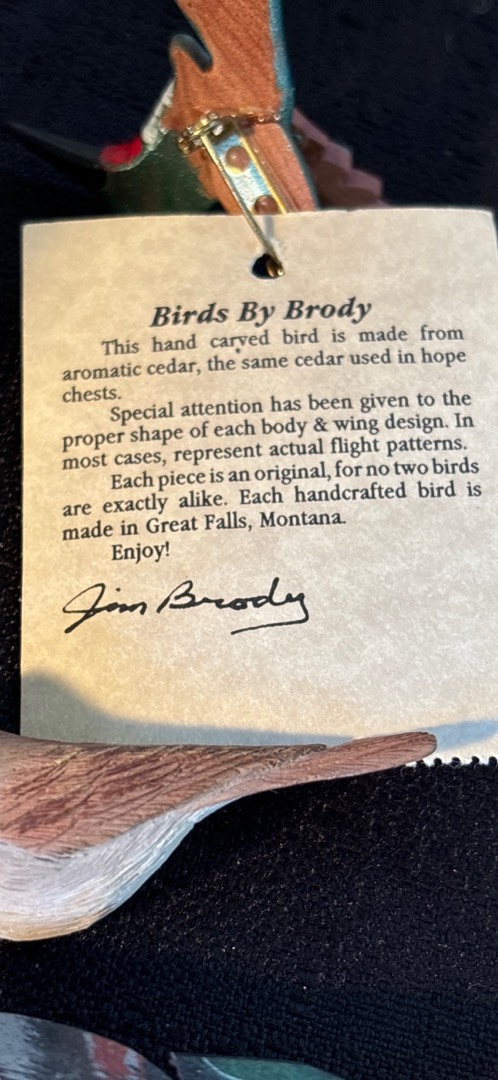 Birds By Brody
This hand carved bird is made from
aromatic cedar, the same cedar used in hope
chests.
Special attention has been given to the
proper shape of each body & wing design. In
most cases, represent actual flight patterns.
Each piece is an original, for no two birds
are exactly alike. Each handcrafted bird is
made in Great Falls, Montana.
Enjoy!
Jim Brody